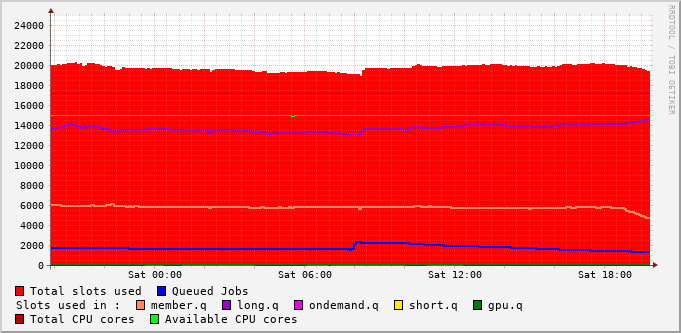 RRDTOOL / TOBI OETIKER
24000
22000
20000
18000
16000
14000
12000
10000
8000
6000
4000
2000
0
Sat 00:00 Sat 06:00 Sat 12:00 Sat 18:00
Total slots used Queued Jobs
Slots used in : member.q long.q ondemand.q short.q gpu.q
Total CPU cores Available CPU cores